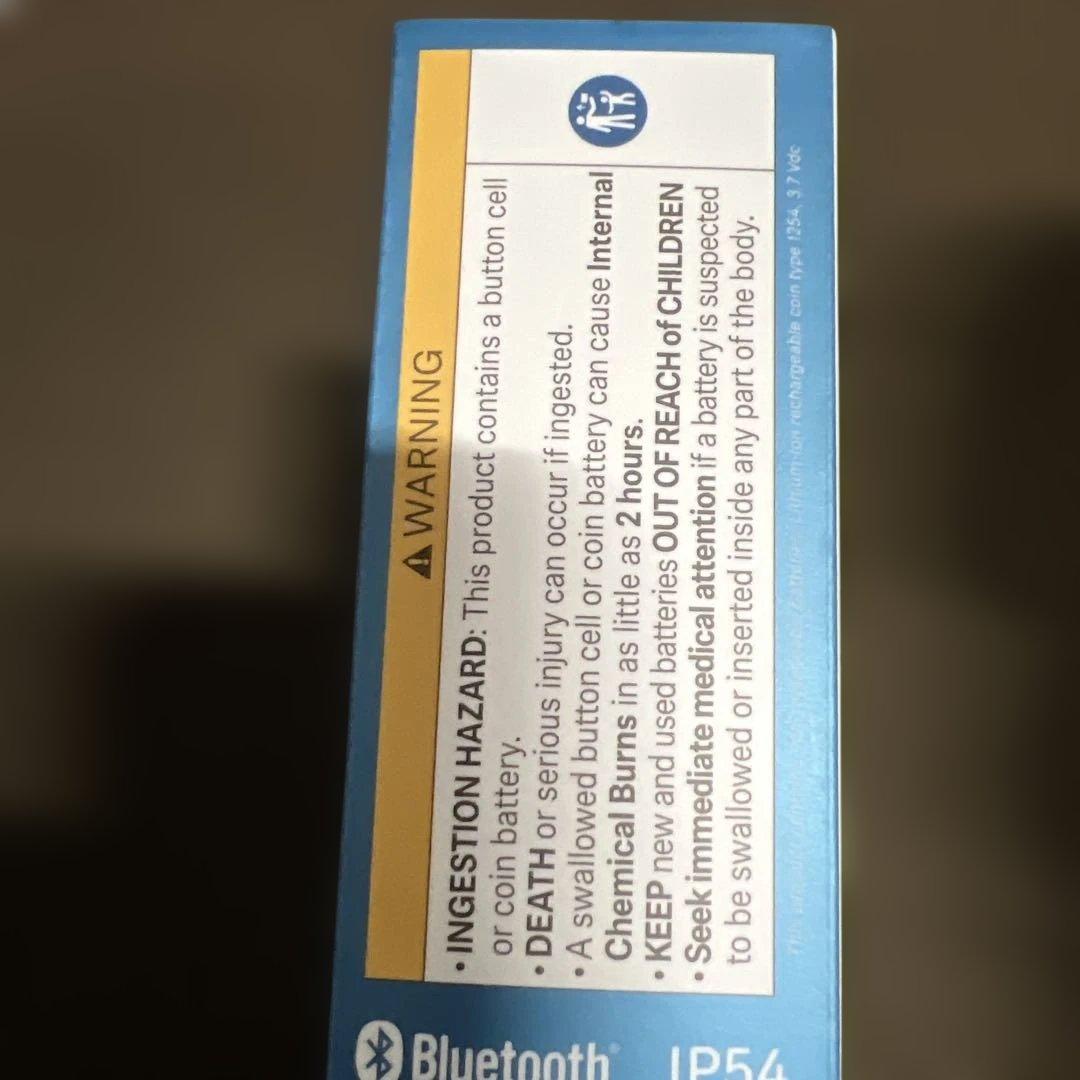 ⚠ WARNING
• INGESTION HAZARD: This product contains a button cell
or coin battery.
• DEATH or serious injury can occur if ingested.
• A swallowed button cell or coin battery can cause Internal
Chemical Burns in as little as 2 hours.
• KEEP new and used batteries OUT OF REACH of CHILDREN
• Seek immediate medical attention if a battery is suspected
to be swallowed or inserted inside any part of the body.
Lithium-ion rechargeable coin type 1254, 3.7 Vdc
Bluetooth®
IP54